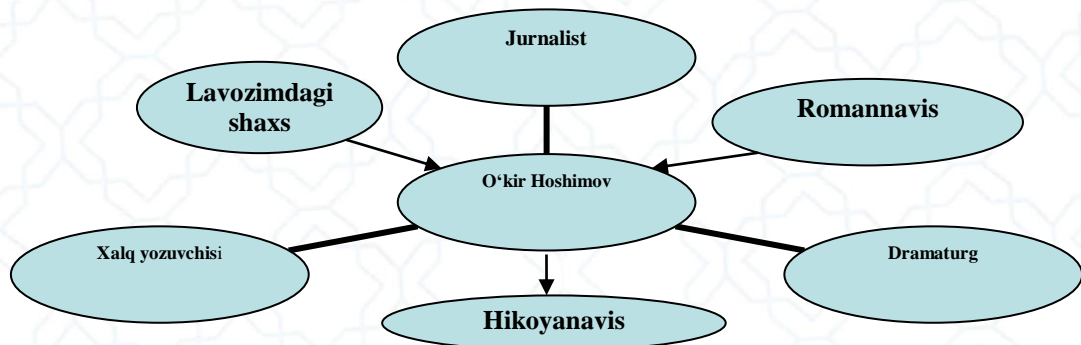 Jurnalist
Lavozimdagi
shaxs
Romannavis
O‘kir Hoshimov
Xalq yozuvchisi
Dramaturg
Hikoyanavis